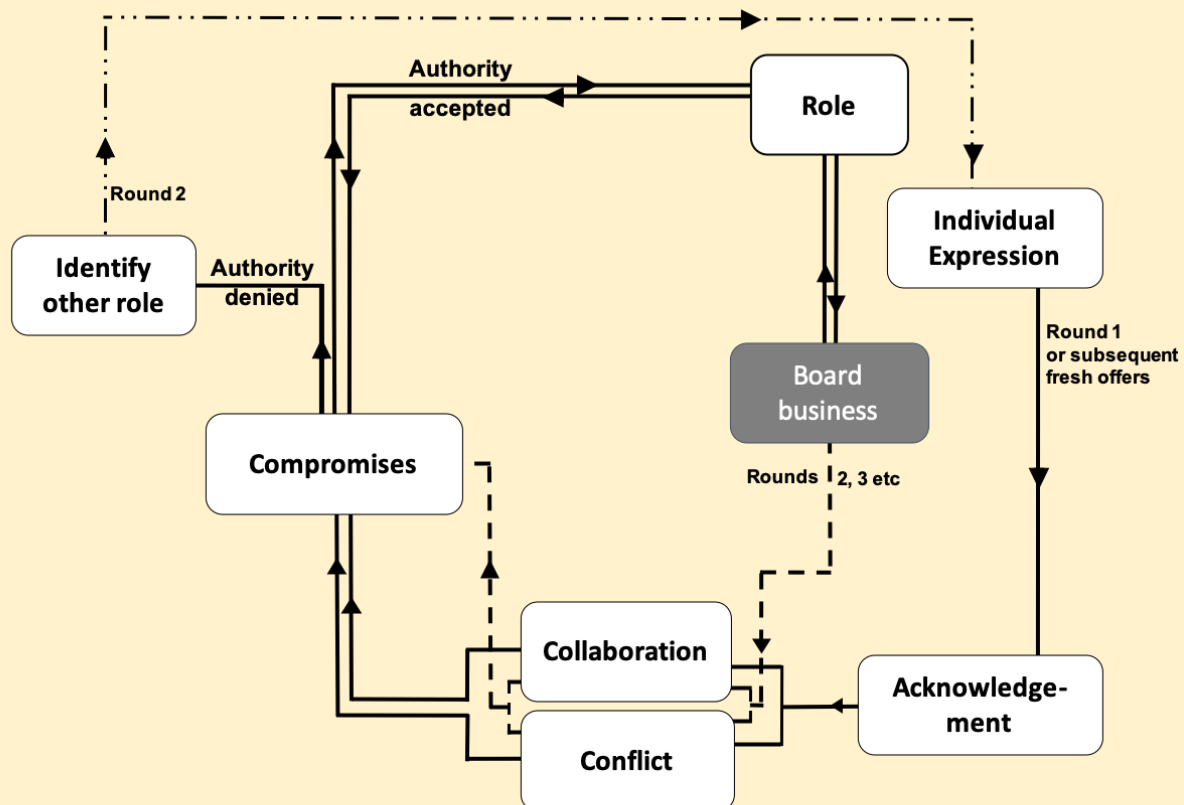 Authority
accepted
Role
Round 2
Individual
Expression
Identify
other role
Authority
denied
Round 1
or subsequent
fresh offers
Board
business
Compromises
Rounds 2, 3 etc
Collaboration
Acknowledge-
ment
Conflict